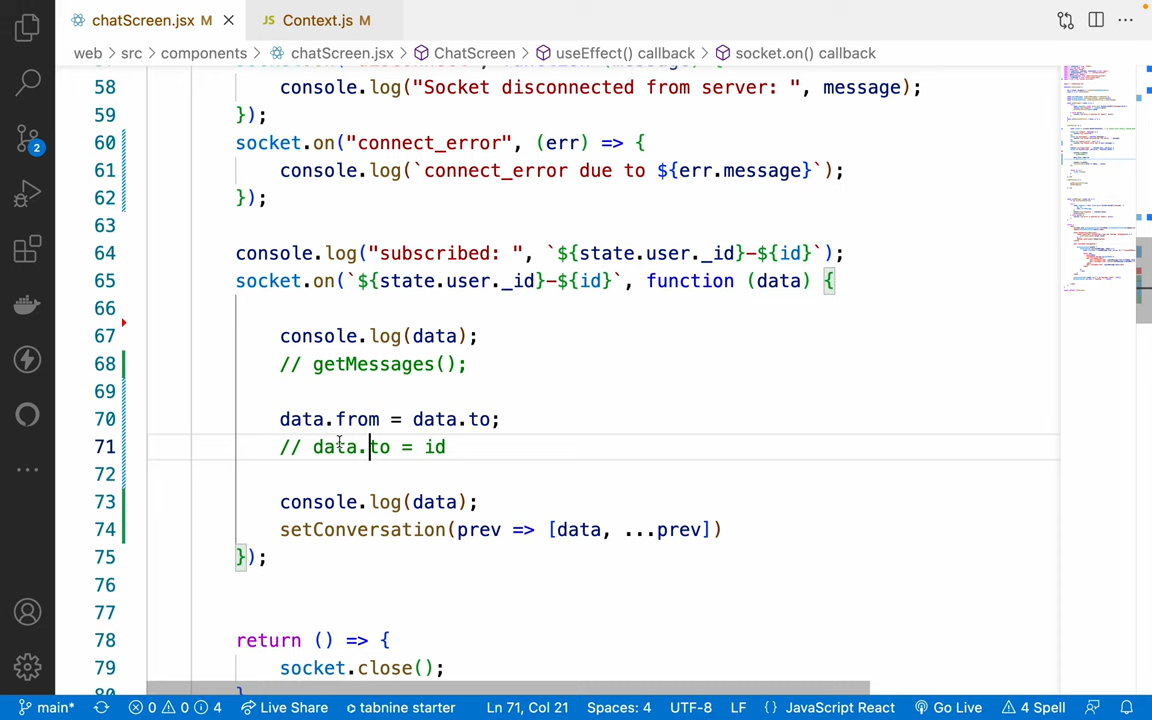 chatScreen.jsx M
JS Context.js M
web > src > components > chatScreen.jsx > ChatScreen > useEffect() callback > socket.on() callback
58 console.log("Socket disconnected from server: ", message);
59 });
60 socket.on("connect_error", (err) => {
61 console.log(`connect_error due to ${err.message}`);
62 });
63
64 console.log("subscribed: ", `${state.user._id}-${id}`);
65 socket.on(`${state.user._id}-${id}`, function (data) {
66
67 console.log(data);
68 // getMessages();
69
70 data.from = data.to;
71 // data.to = id
72
73 console.log(data);
74 setConversation(prev => [data, ...prev])
75 });
76
77
78 return () => {
79 socket.close();
2
main* 0 0 4 Live Share tabnine starter Ln 71, Col 21 Spaces: 4 UTF-8 LF {} JavaScript React Go Live 4 Spell